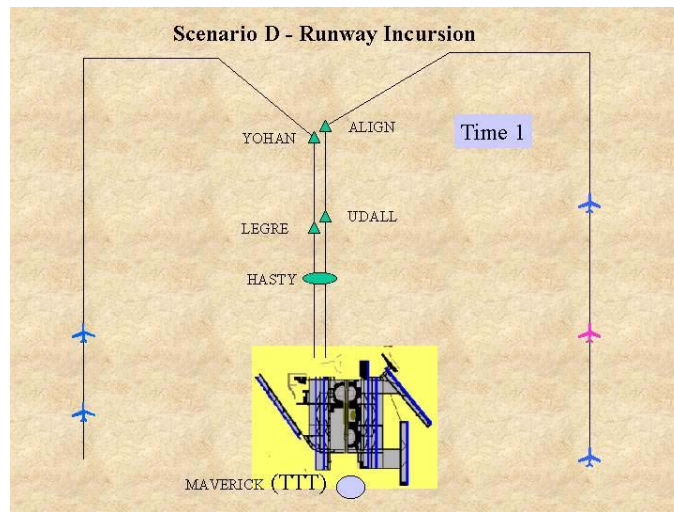 Scenario D - Runway Incursion
ALIGN
YOHAN
Time 1
UDALL
LEGRE
HASTY
MAVERICK (TTT)